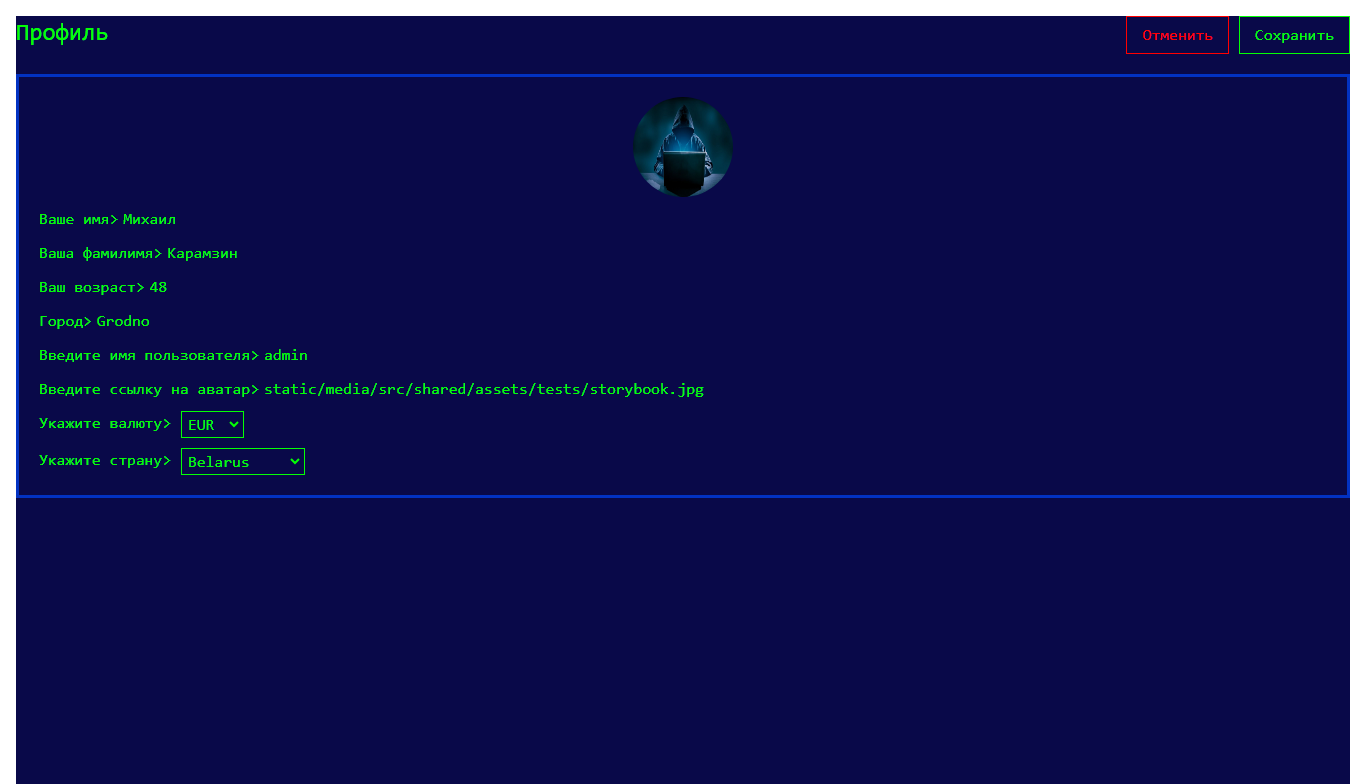 Профиль
Отменить
Сохранить
Ваше имя> Михаил
Ваша фамилимя> Карамзин
Ваш возраст> 48
Город> Grodno
Введите имя пользователя> admin
Введите ссылку на аватар> static/media/src/shared/assets/tests/storybook.jpg
Укажите валюту> EUR
Укажите страну> Belarus